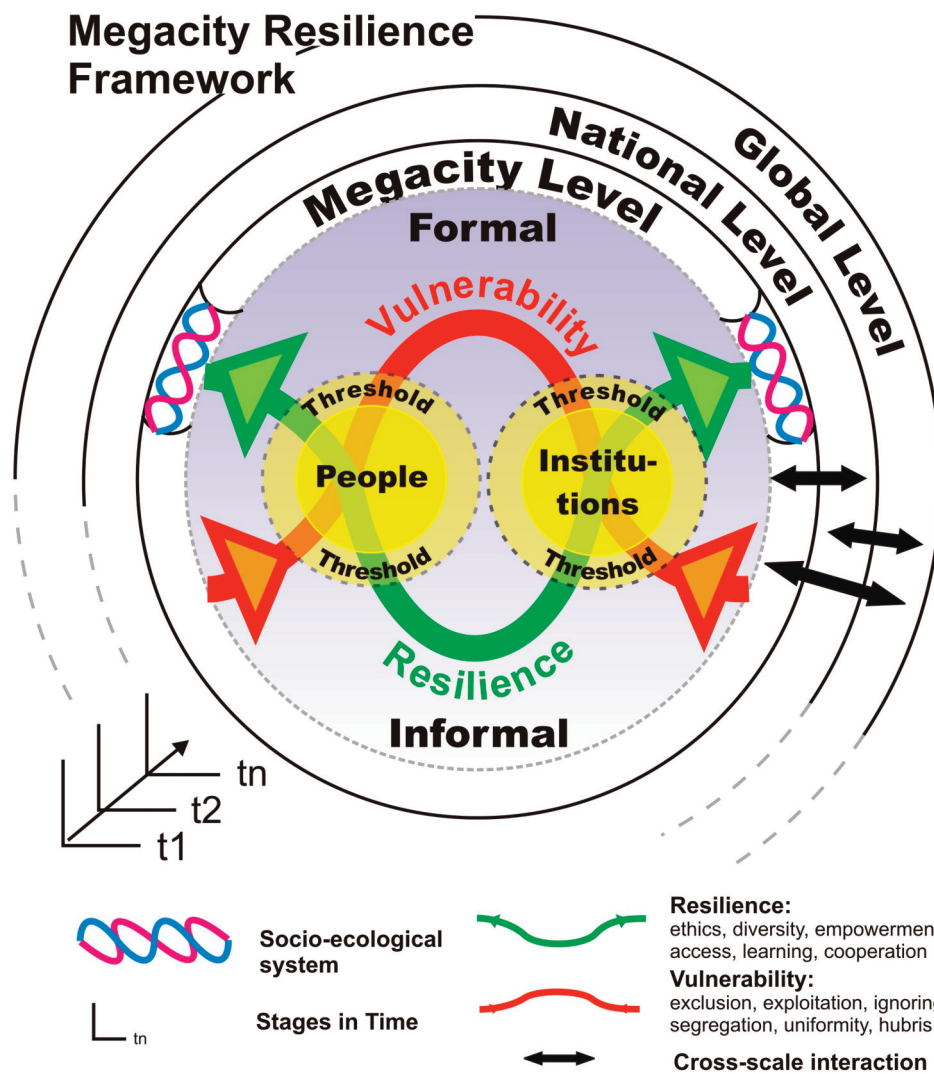 Megacity Resilience
Framework
Global Level
National Level
Megacity Level
Formal
Vulnerability
Threshold
Threshold
People
Institu-
tions
Threshold
Threshold
Resilience
Informal
tn
t2
t1
Socio-ecological
system
tn
Stages in Time
Resilience:
ethics, diversity, empowermen
access, learning, cooperation
Vulnerability:
exclusion, exploitation, ignoring
segregation, uniformity, hubris
Cross-scale interaction